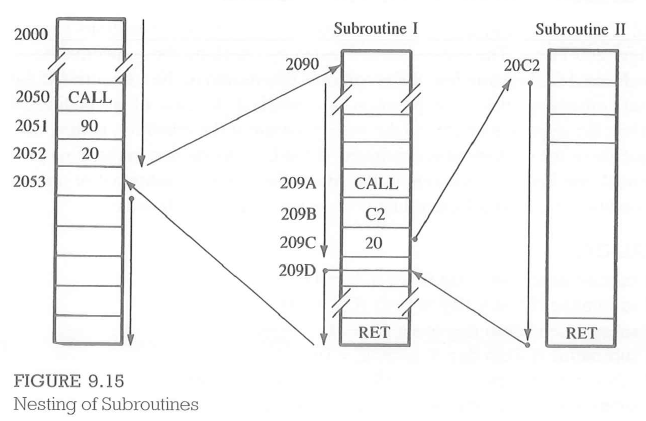 Subroutine I
Subroutine II
2000
2090
20C2
2050 CALL
2051 90
2052 20
2053
209A CALL
209B C2
209C 20
209D
RET
RET
FIGURE 9.15
Nesting of Subroutines